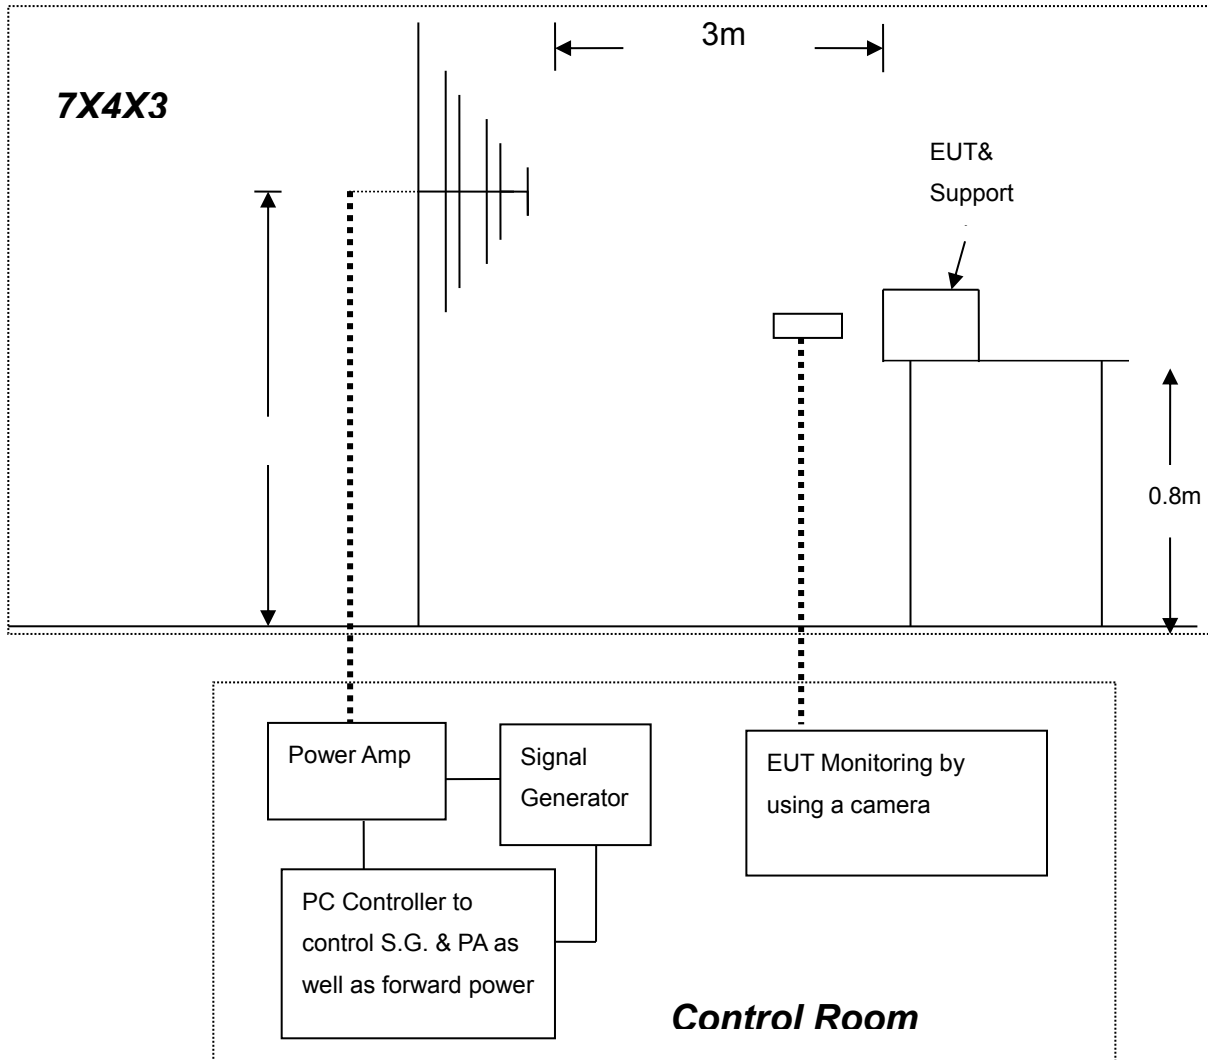 3m
7X4X3
EUT&
Support
0.8m
Power Amp
Signal
Generator
EUT Monitoring by
using a camera
PC Controller to
control S.G. & PA as
well as forward power
Control Room